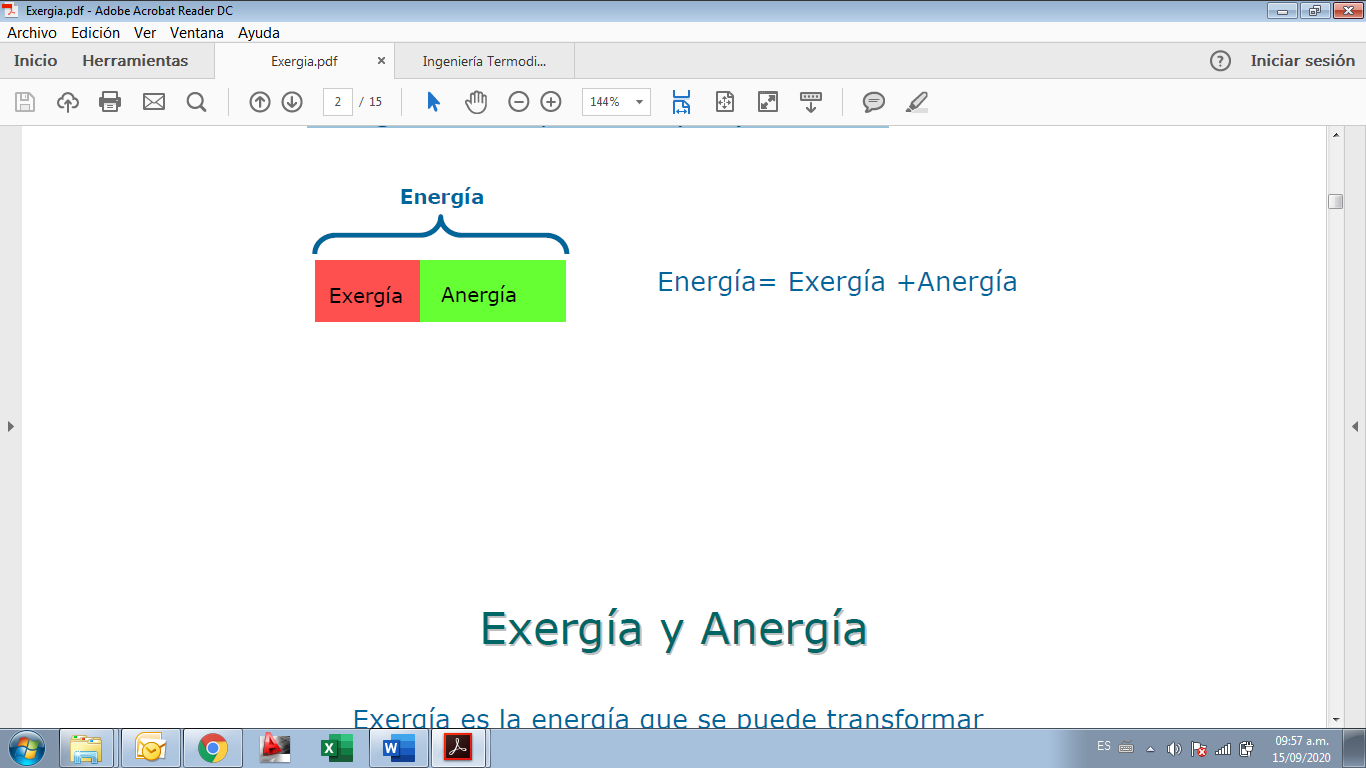 Exergia.pdf - Adobe Acrobat Reader DC
Archivo Edición Ver Ventana Ayuda
Inicio Herramientas Exergia.pdf × Ingeniería Termodi... ? Iniciar sesión
2 / 15 144%
Energía
Exergía Anergía
Energía= Exergía +Anergía
Exergía y Anergía
Exergía es la energía que se puede transformar
ES 09:57 a.m.
15/09/2020